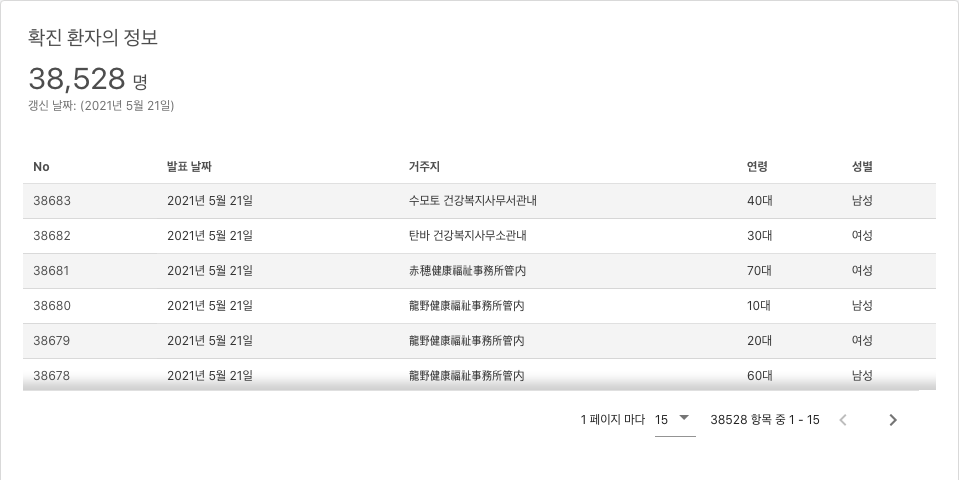 확진 환자의 정보
38,528 명
갱신 날짜: (2021년 5월 21일)
No 발표 날짜 거주지 연령 성별
38683 2021년 5월 21일 수모토 건강복지사무서관내 40대 남성
38682 2021년 5월 21일 탄바 건강복지사무소관내 30대 여성
38681 2021년 5월 21일 赤穂健康福祉事務所管内 70대 여성
38680 2021년 5월 21일 龍野健康福祉事務所管内 10대 남성
38679 2021년 5월 21일 龍野健康福祉事務所管内 20대 여성
38678 2021년 5월 21일 龍野健康福祉事務所管内 60대 남성
1 페이지 마다 15 38528 항목 중 1 - 15